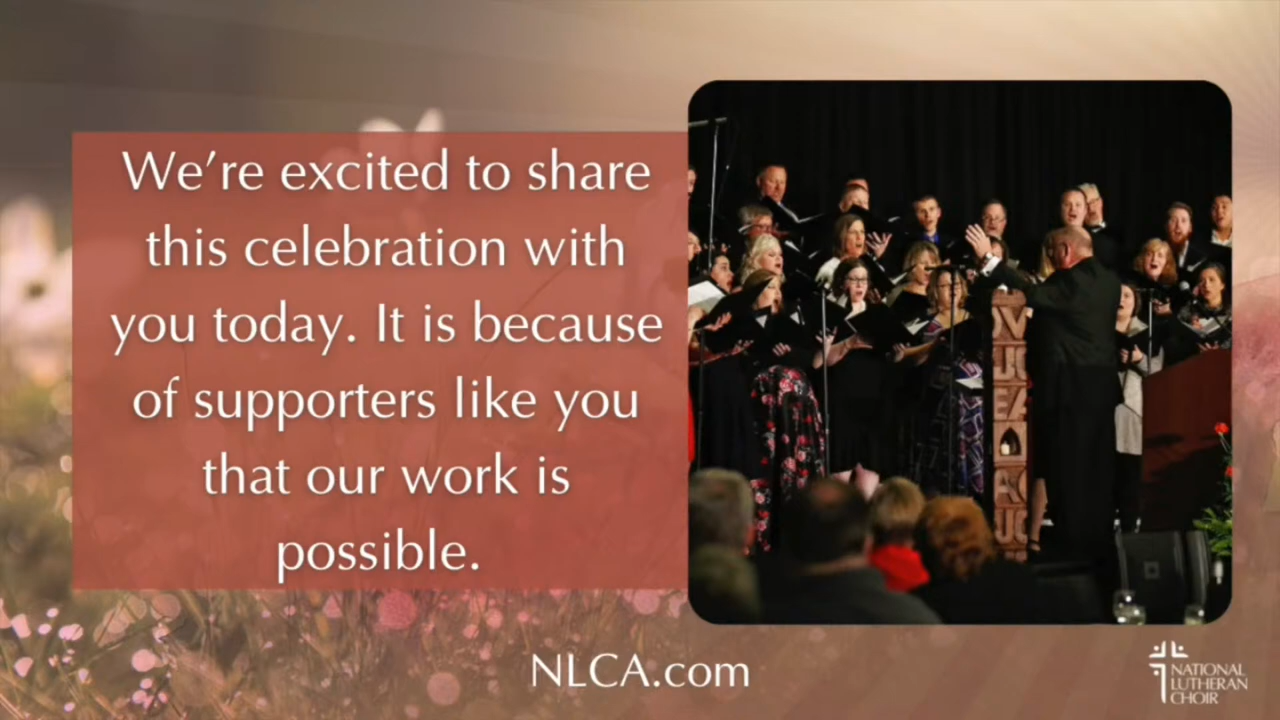 We’re excited to share
this celebration with
you today. It is because
of supporters like you
that our work is
possible.
NLCA.com
NATIONAL
LUTHERAN
CHOIR